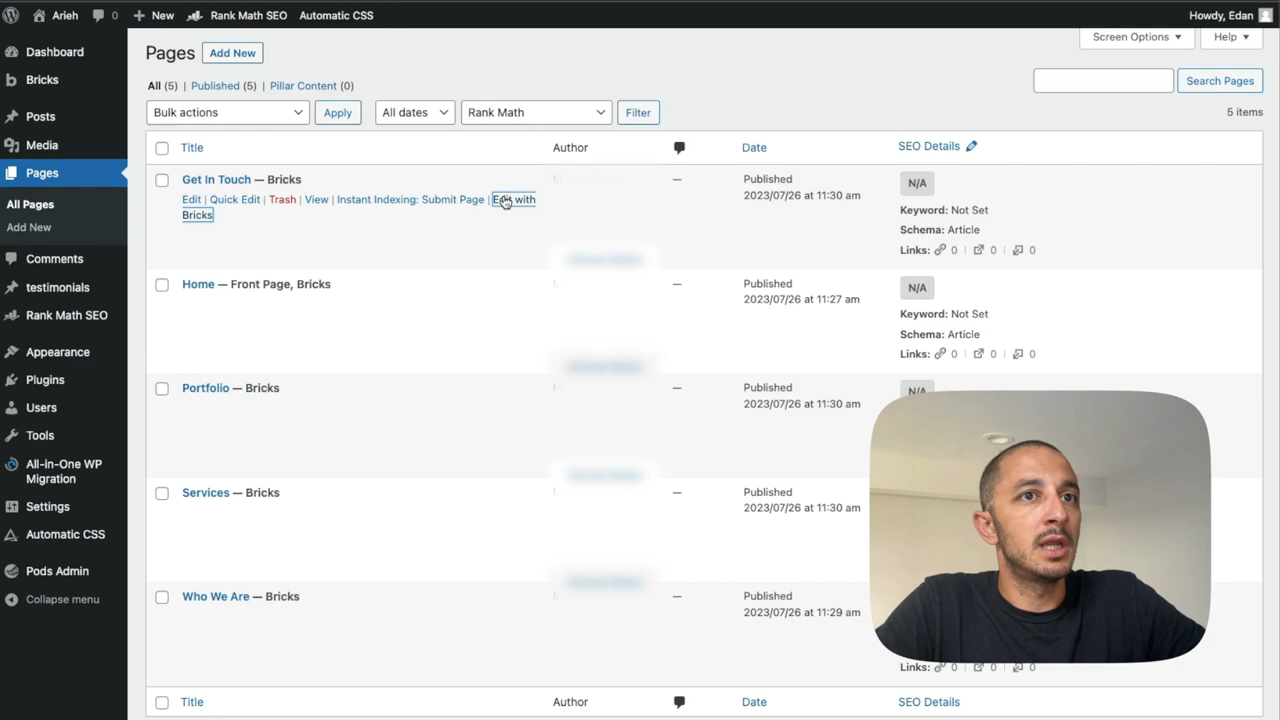 Arieh 0 New Rank Math SEO Automatic CSS Howdy, Edan
Dashboard
Bricks
Posts
Media
Pages
All Pages
Add New
Comments
testimonials
Rank Math SEO
Appearance
Plugins
Users
Tools
All-in-One WP
Migration
Settings
Automatic CSS
Pods Admin
Collapse menu
Screen Options Help
Pages Add New
All (5) | Published (5) | Pillar Content (0)
Search Pages
Bulk actions Apply All dates Rank Math Filter 5 items
Title Author Date SEO Details
Get In Touch — Bricks — Published N/A
2023/07/26 at 11:30 am
Edit | Quick Edit | Trash | View | Instant Indexing: Submit Page | Edit with
Bricks
Keyword: Not Set
Schema: Article
Links: 0 | 0 | 0
Home — Front Page, Bricks — Published N/A
2023/07/26 at 11:27 am
Keyword: Not Set
Schema: Article
Links: 0 | 0 | 0
Portfolio — Bricks — Published N/A
2023/07/26 at 11:30 am
Services — Bricks — Published
2023/07/26 at 11:30 am
Who We Are — Bricks — Published
2023/07/26 at 11:29 am
Links: 0 | 0 | 0
Title Author Date SEO Details